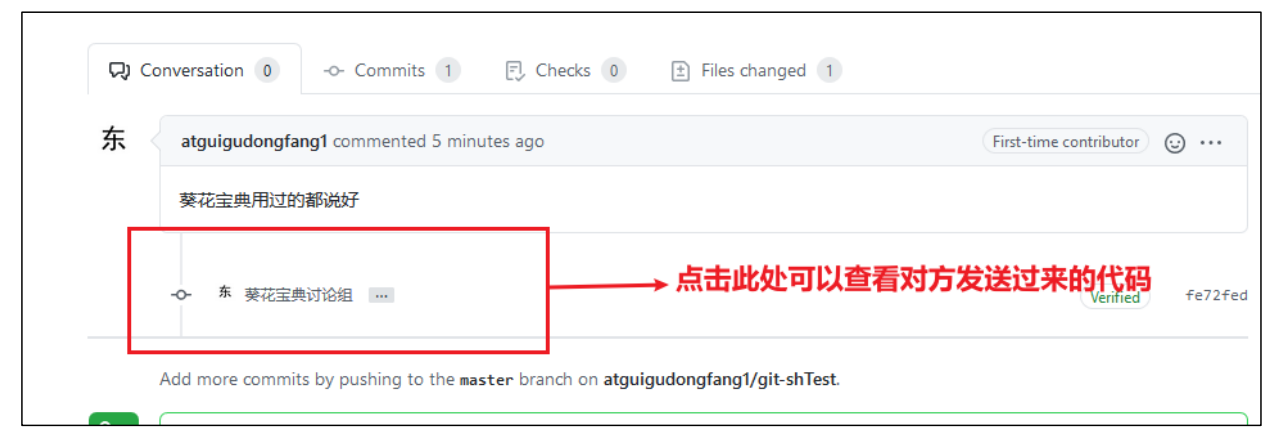 Conversation 0 Commits 1 Checks 0 Files changed 1
东 atguigudongfang1 commented 5 minutes ago First-time contributor
葵花宝典用过的都说好
点击此处可以查看对方发送过来的代码
东 葵花宝典讨论组 ... Verified fe72fed
Add more commits by pushing to the master branch on atguigudongfang1/git-shTest.